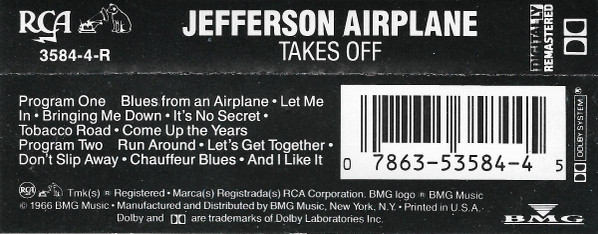 RCA
JEFFERSON AIRPLANE
TAKES OFF
3584-4-R
DIGITALLY
REMASTERED
Program One Blues from an Airplane • Let Me
In • Bringing Me Down • It's No Secret •
Tobacco Road • Come Up the Years
Program Two Run Around • Let's Get Together •
Don't Slip Away • Chauffeur Blues • And I Like It
0 7863-53584-4 5
DOLBY SYSTEM ®
RCA Tmk(s) ® Registered • Marca(s) Registrada(s) RCA Corporation. BMG logo ® BMG Music
© 1966 BMG Music • Manufactured and Distributed by BMG Music, New York, N.Y. • Printed in U.S.A.
Dolby and are trademarks of Dolby Laboratories Inc.
BMG